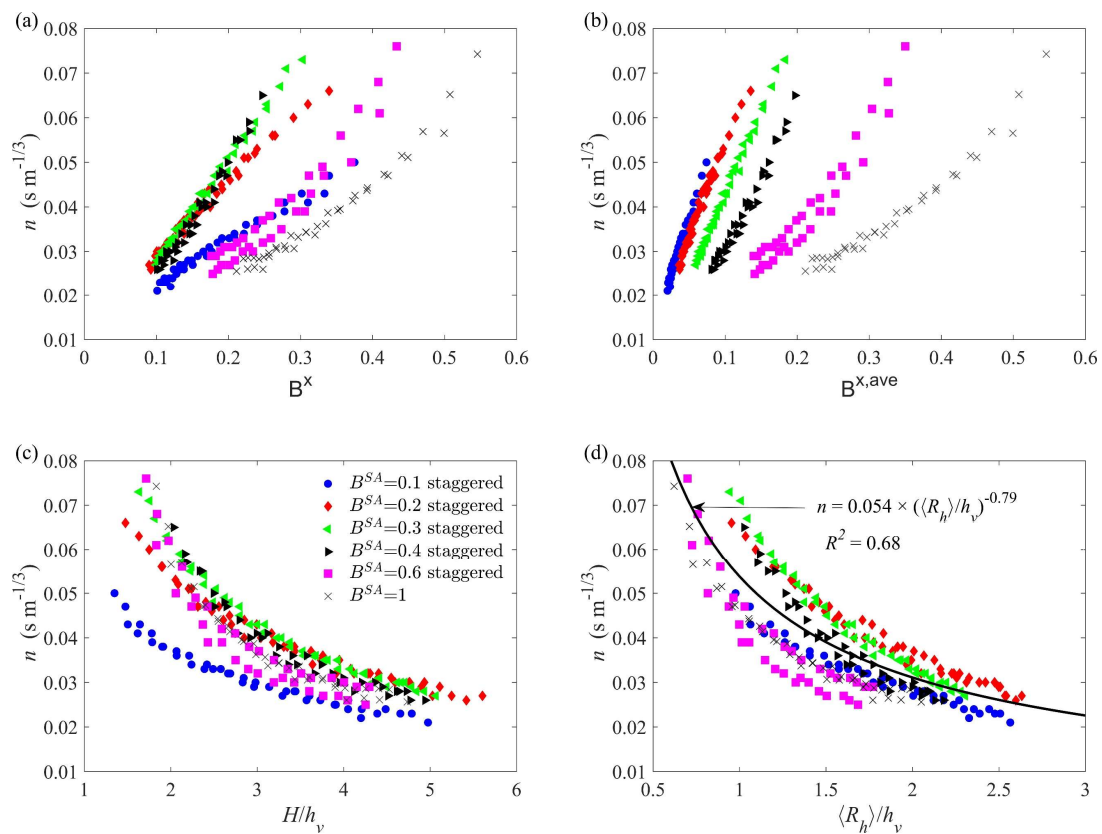 (a)
0.08
0.07
0.06
0.05
0.04
0.03
0.02
0.01
n (s m^{-1/3})
0 0.1 0.2 0.3 0.4 0.5 0.6
B^x
(b)
0.08
0.07
0.06
0.05
0.04
0.03
0.02
0.01
n (s m^{-1/3})
0 0.1 0.2 0.3 0.4 0.5 0.6
B^{x,ave}
(c)
0.08
0.07
0.06
0.05
0.04
0.03
0.02
0.01
n (s m^{-1/3})
B^{SA}=0.1 staggered
B^{SA}=0.2 staggered
B^{SA}=0.3 staggered
B^{SA}=0.4 staggered
B^{SA}=0.6 staggered
B^{SA}=1
1 2 3 4 5 6
H/h_v
(d)
0.08
0.07
0.06
0.05
0.04
0.03
0.02
0.01
n (s m^{-1/3})
n = 0.054 × (⟨R_h⟩/h_v)^{-0.79}
R^2 = 0.68
0.5 1 1.5 2 2.5 3
⟨R_h⟩/h_v